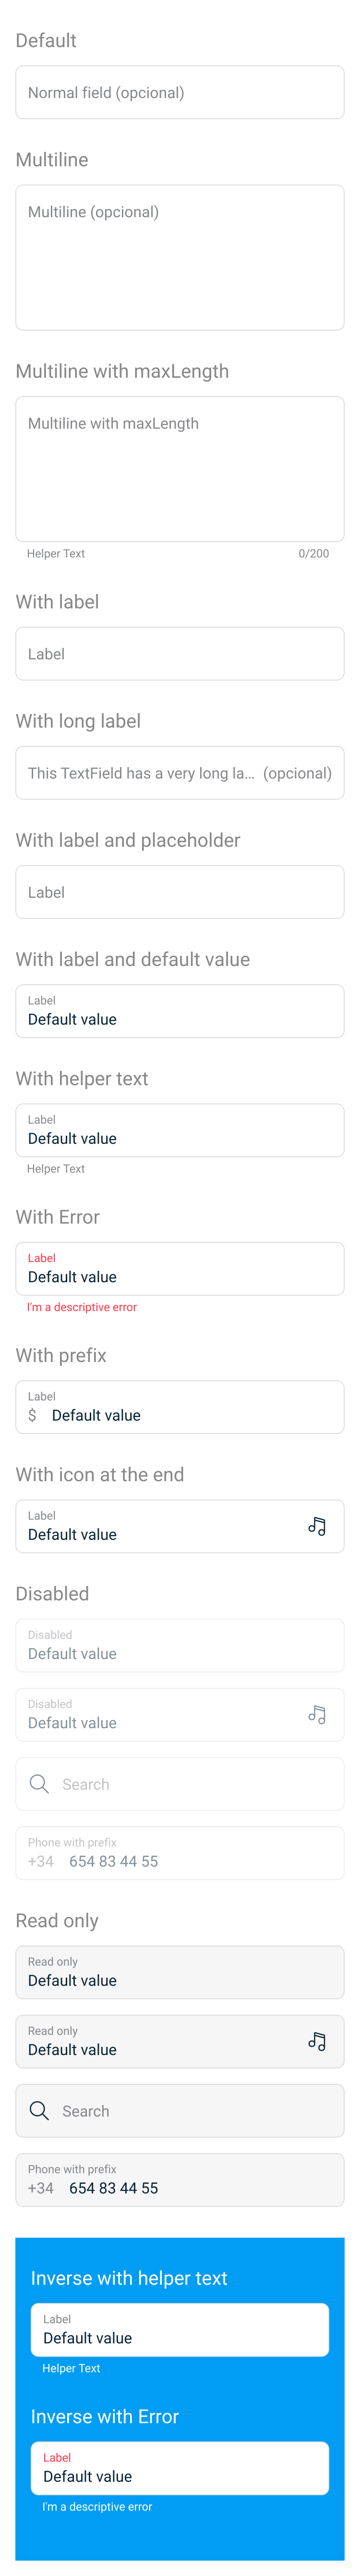 Default
Normal field (opcional)
Multiline
Multiline (opcional)
Multiline with maxLength
Multiline with maxLength
Helper Text 0/200
With label
Label
With long label
This TextField has a very long la... (opcional)
With label and placeholder
Label
With label and default value
Label
Default value
With helper text
Label
Default value
Helper Text
With Error
Label
Default value
I'm a descriptive error
With prefix
Label
$ Default value
With icon at the end
Label
Default value
Disabled
Disabled
Default value
Disabled
Default value
Search
Phone with prefix
+34 654 83 44 55
Read only
Read only
Default value
Read only
Default value
Search
Phone with prefix
+34 654 83 44 55
Inverse with helper text
Label
Default value
Helper Text
Inverse with Error
Label
Default value
I'm a descriptive error